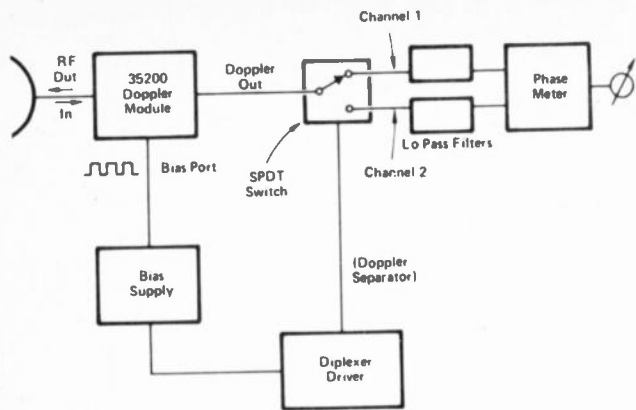 Channel 1
RF
Dut
In
35200
Doppler
Module
Doppler
Out
Phase
Meter
Lo Pass Filters
Bias Port
SPDT
Switch
Channel 2
Bias
Supply
(Doppler
Separator)
Diplexer
Driver